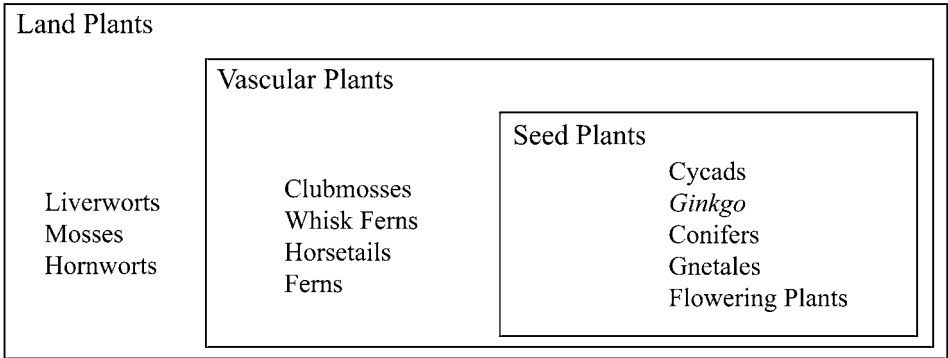 Land Plants
Vascular Plants
Seed Plants
Liverworts
Mosses
Hornworts
Clubmosses
Whisk Ferns
Horsetails
Ferns
Cycads
Ginkgo
Conifers
Gnetales
Flowering Plants